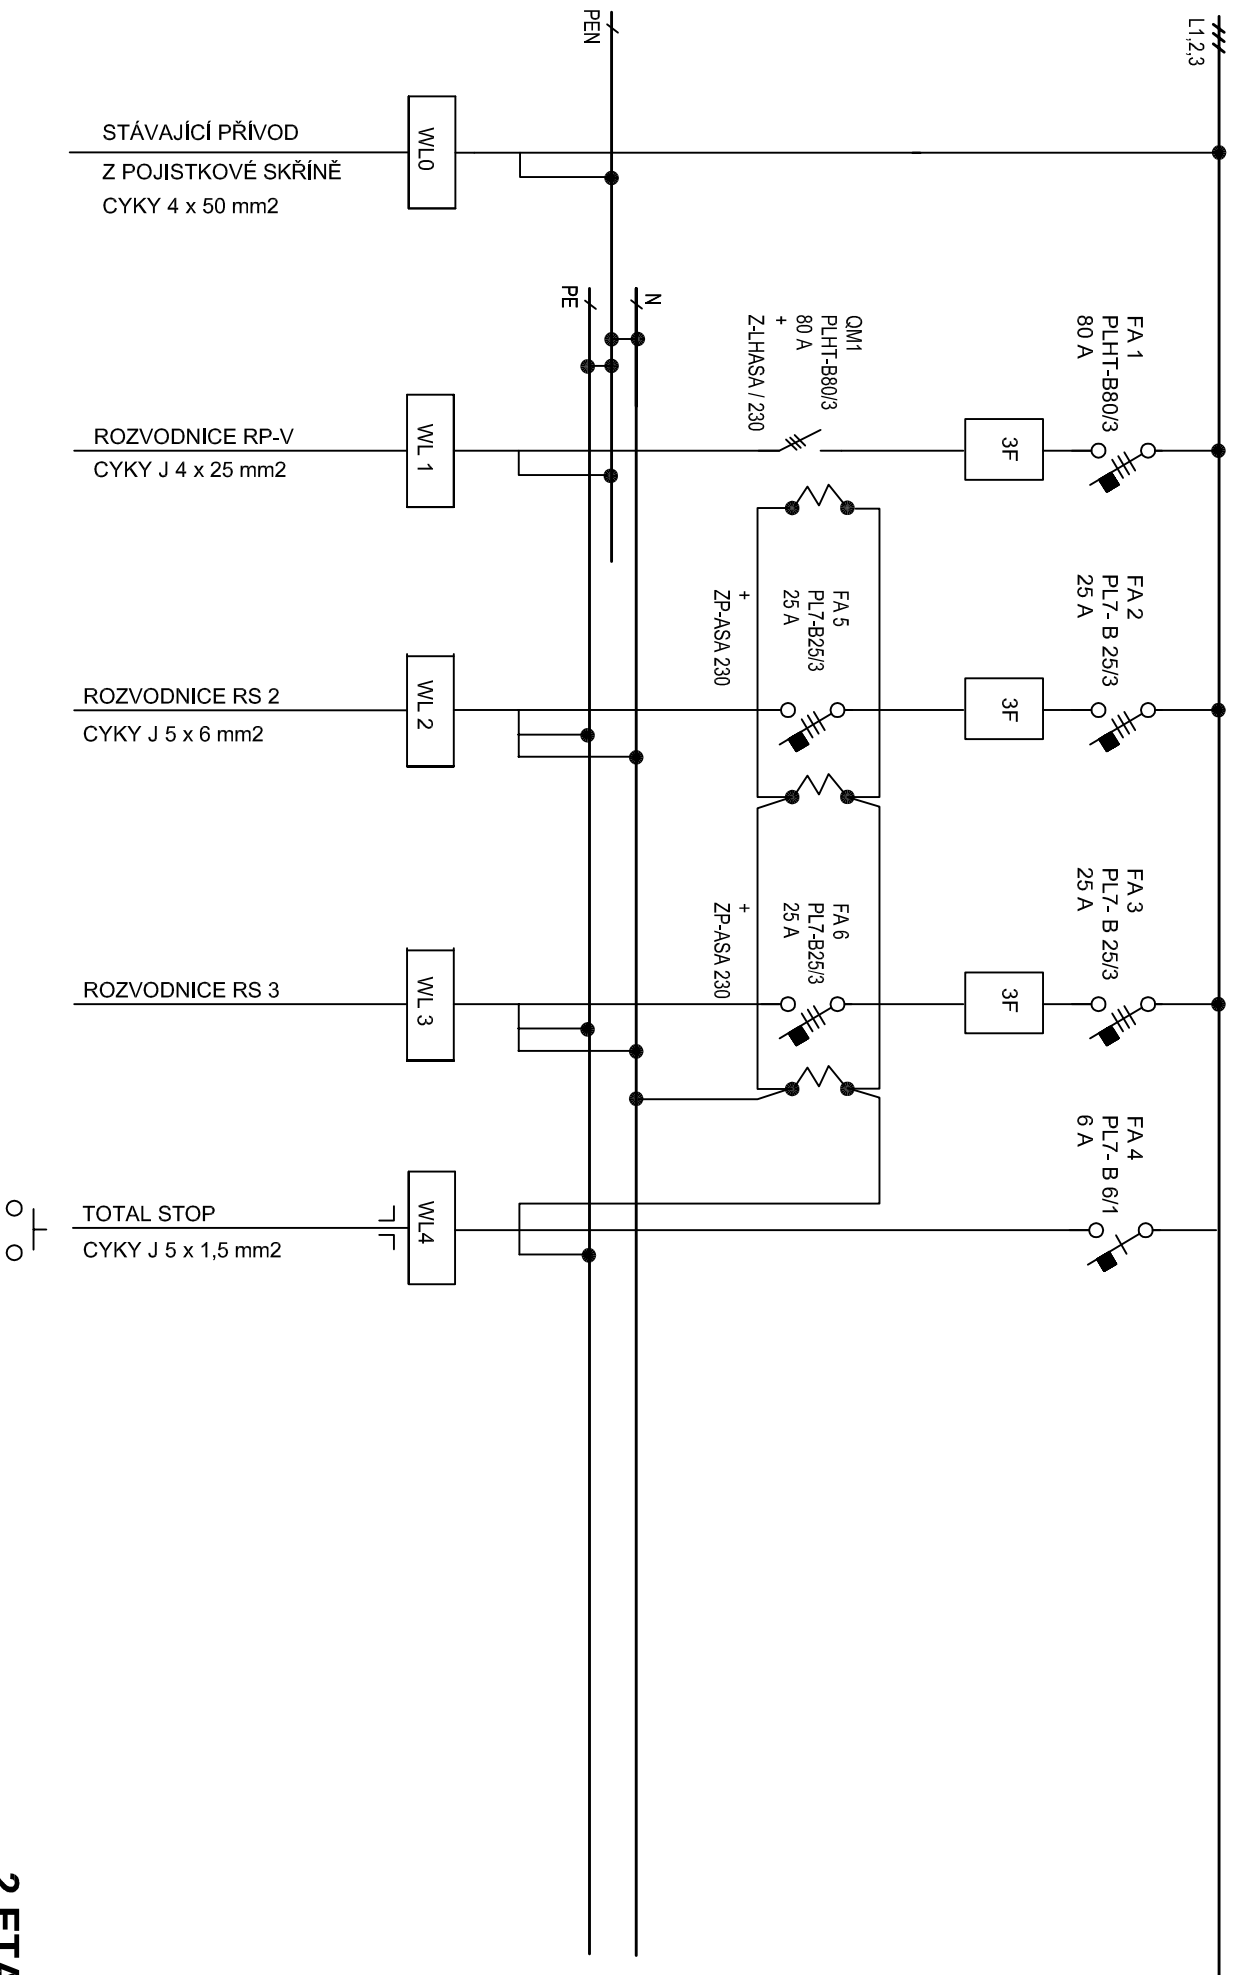 L1,2,3
PEN
PE
N
STÁVAJÍCÍ PŘÍVOD
Z POJISTKOVÉ SKŘÍNĚ
CYKY 4 x 50 mm2
WL0
FA 1
PLHT-B80/3
80 A
3F
QM1
PLHT-B80/3
80 A
+
Z-LHASA / 230
WL 1
ROZVODNICE RP-V
CYKY J 4 x 25 mm2
FA 2
PL7- B 25/3
25 A
3F
FA 5
PL7-B25/3
25 A
+
ZP-ASA 230
WL 2
ROZVODNICE RS 2
CYKY J 5 x 6 mm2
FA 3
PL7- B 25/3
25 A
3F
FA 6
PL7-B25/3
25 A
+
ZP-ASA 230
WL 3
ROZVODNICE RS 3
FA 4
PL7- B 6/1
6 A
WL4
TOTAL STOP
CYKY J 5 x 1,5 mm2